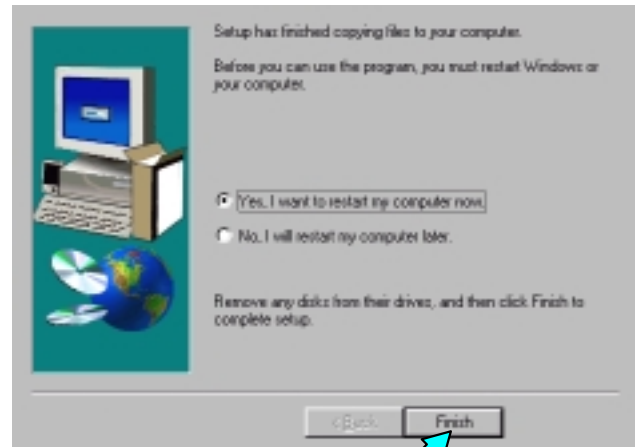 Setup has finished copying files to your computer.
Before you can use the program, you must restart Windows or
your computer.
Yes, I want to restart my computer now.
No, I will restart my computer later.
Remove any disks from their drives, and then click Finish to
complete setup.
< Back
Finish